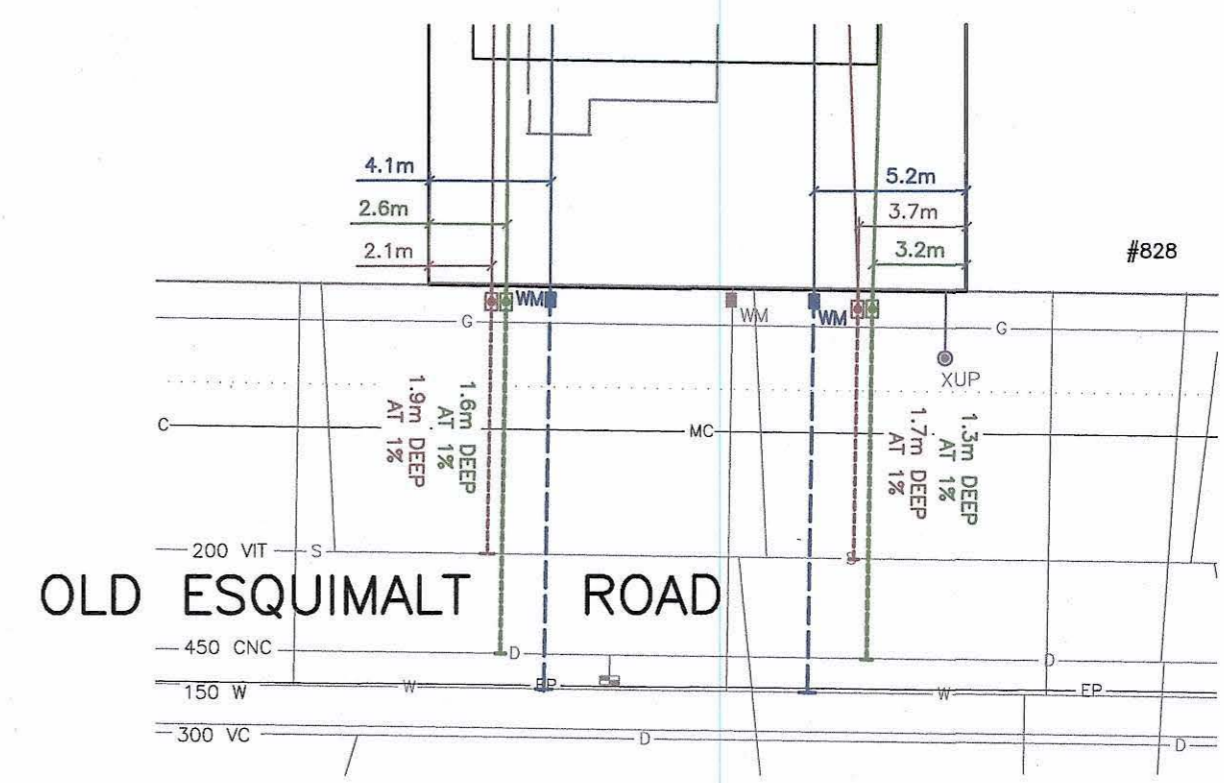 4.1m
5.2m
2.6m
3.7m
2.1m
3.2m
#828
WM
WM
WM
G
G
XUP
1.9m DEEP
AT 1%
1.6m DEEP
AT 1%
1.7m DEEP
AT 1%
1.3m DEEP
AT 1%
C
MC
200 VIT
S
S
OLD ESQUIMALT ROAD
450 CNC
D
D
150 W
W
EP
W
EP
300 VC
D
D